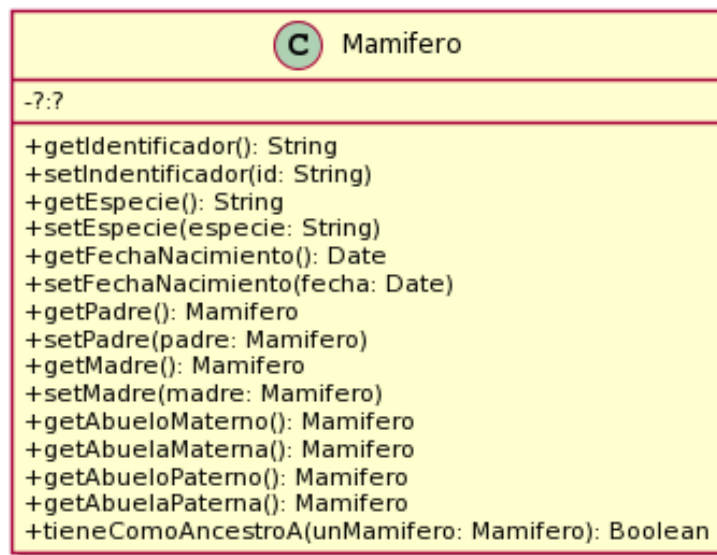 C Mamifero
-?:?
+getIdentificador(): String
+setIndentificador(id: String)
+getEspecie(): String
+setEspecie(especie: String)
+getFechaNacimiento(): Date
+setFechaNacimiento(fecha: Date)
+getPadre(): Mamifero
+setPadre(padre: Mamifero)
+getMadre(): Mamifero
+setMadre(madre: Mamifero)
+getAbueloMaterno(): Mamifero
+getAbuelaMaterna(): Mamifero
+getAbueloPaterno(): Mamifero
+getAbuelaPaterna(): Mamifero
+tieneComoAncestroA(unMamifero: Mamifero): Boolean